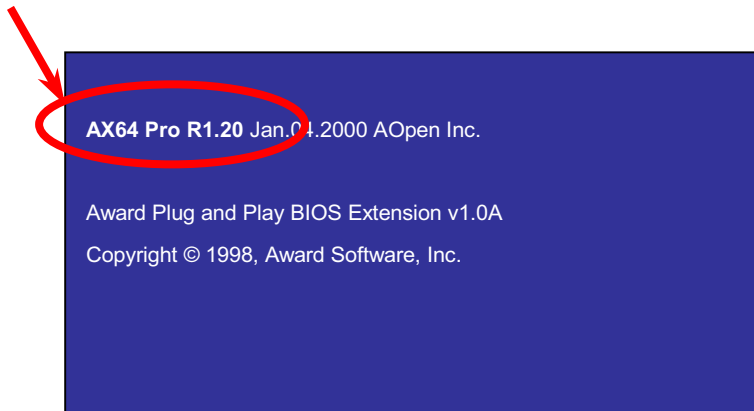 AX64 Pro R1.20 Jan.04.2000 AOpen Inc.
Award Plug and Play BIOS Extension v1.0A
Copyright © 1998, Award Software, Inc.